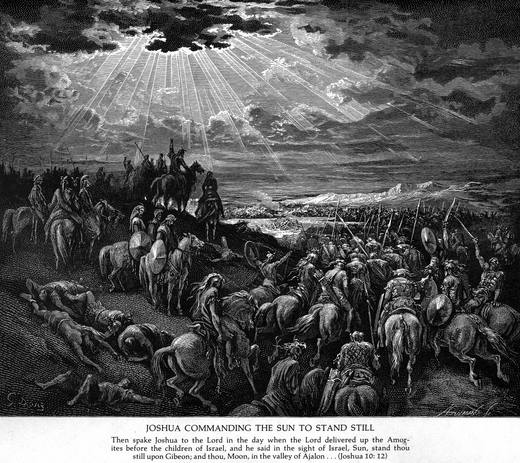 G. Doré
JOSHUA COMMANDING THE SUN TO STAND STILL
Then spake Joshua to the Lord in the day when the Lord delivered up the Amog-
ites before the children of Israel, and he said in the sight of Israel, Sun, stand thou
still upon Gibeon; and thou, Moon, in the valley of Ajalon . . . (Joshua 10: 12)